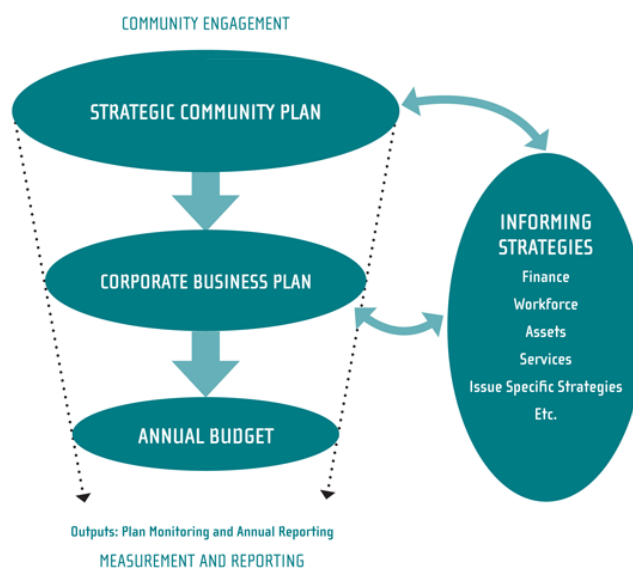 COMMUNITY ENGAGEMENT
STRATEGIC COMMUNITY PLAN
CORPORATE BUSINESS PLAN
ANNUAL BUDGET
INFORMING
STRATEGIES
Finance
Workforce
Assets
Services
Issue Specific Strategies
Etc.
Outputs: Plan Monitoring and Annual Reporting
MEASUREMENT AND REPORTING